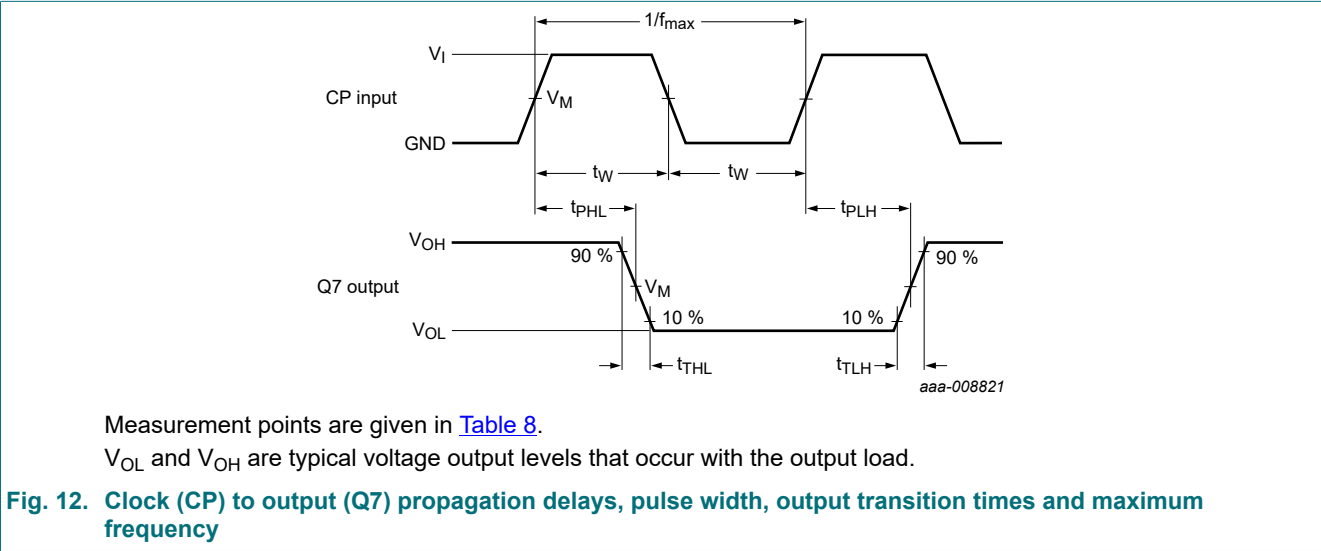 1/fmax
VI
CP input
VM
GND
tW
tW
tPHL
tPLH
VOH
90 %
90 %
Q7 output
VM
10 %
10 %
VOL
tTHL
tTLH
aaa-008821
Measurement points are given in Table 8.
VOL and VOH are typical voltage output levels that occur with the output load.
Fig. 12. Clock (CP) to output (Q7) propagation delays, pulse width, output transition times and maximum
frequency